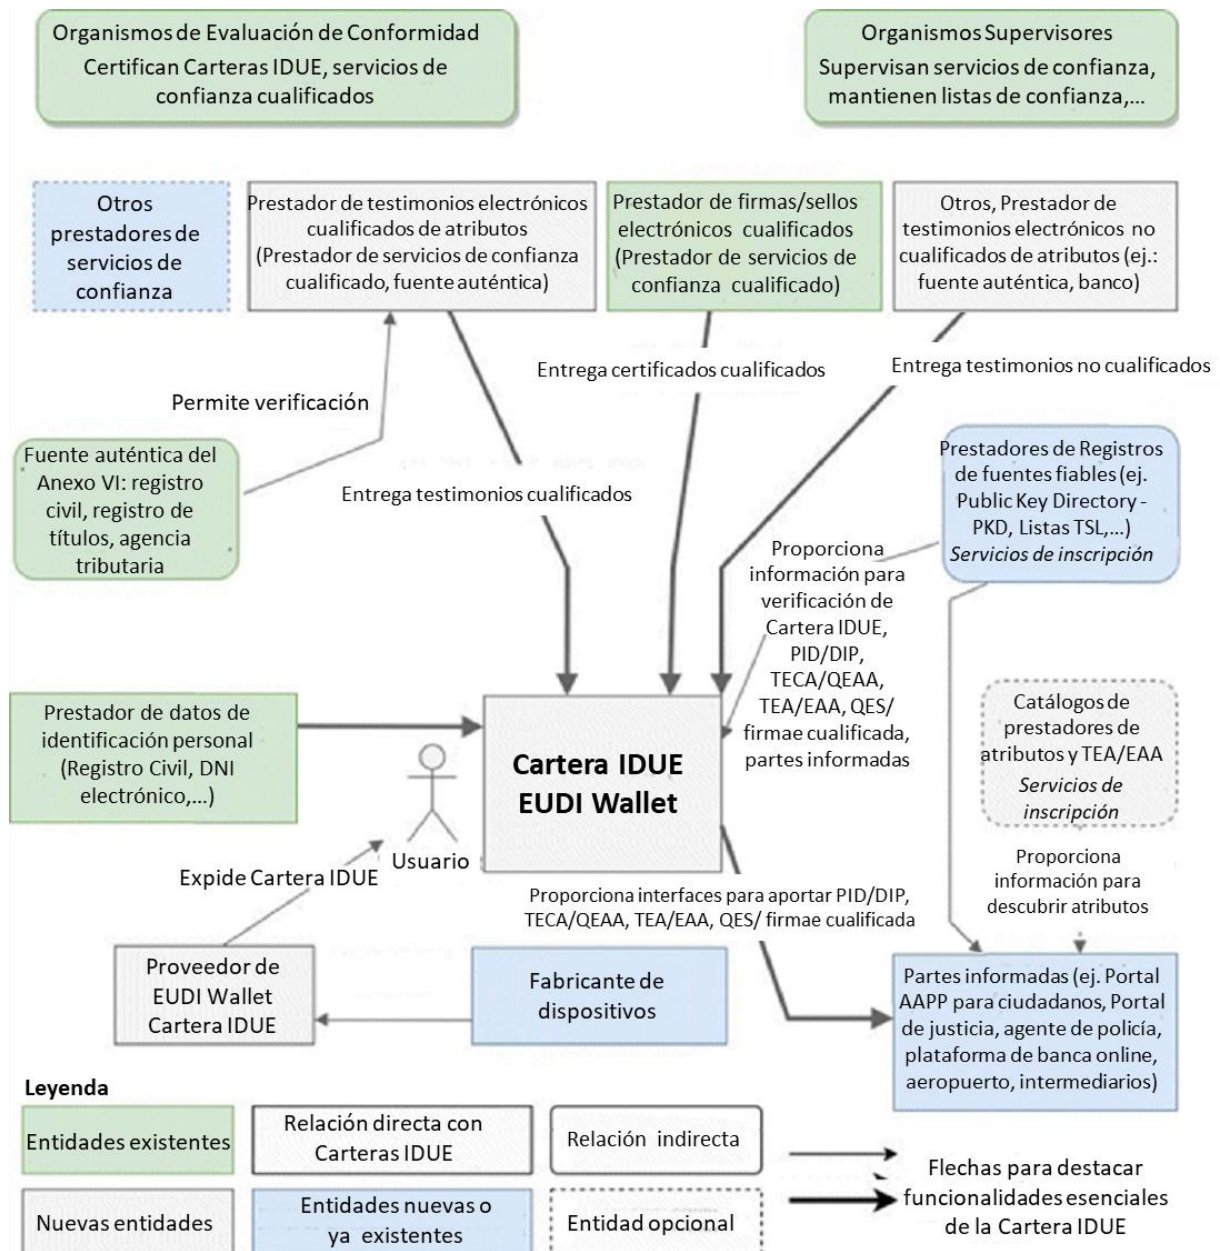 Organismos de Evaluación de Conformidad
Certifican Carteras IDUE, servicios de
confianza cualificados
Organismos Supervisores
Supervisan servicios de confianza,
mantienen listas de confianza,...
Otros
prestadores de
servicios de
confianza
Prestador de testimonios electrónicos
cualificados de atributos
(Prestador de servicios de confianza
cualificado, fuente auténtica)
Prestador de firmas/sellos
electrónicos cualificados
(Prestador de servicios de
confianza cualificado)
Otros, Prestador de
testimonios electrónicos no
cualificados de atributos (ej.:
fuente auténtica, banco)
Permite verificación
Entrega certificados cualificados
Entrega testimonios no cualificados
Fuente auténtica del
Anexo VI: registro
civil, registro de
títulos, agencia
tributaria
Entrega testimonios cualificados
Prestadores de Registros
de fuentes fiables (ej.
Public Key Directory -
PKD, Listas TSL,...)
Servicios de inscripción
Proporciona
información para
verificación de
Cartera IDUE,
PID/DIP,
TECA/QEAA,
TEA/EAA, QES/
firmae cualificada,
partes informadas
Prestador de datos de
identificación personal
(Registro Civil, DNI
electrónico,...)
Usuario
Cartera IDUE
EUDI Wallet
Catálogos de
prestadores de
atributos y TEA/EAA
Servicios de
inscripción
Expide Cartera IDUE
Proporciona interfaces para aportar PID/DIP,
TECA/QEAA, TEA/EAA, QES/ firmae cualificada
Proporciona
información para
descubrir atributos
Proveedor de
EUDI Wallet
Cartera IDUE
Fabricante de
dispositivos
Partes informadas (ej. Portal
AAPP para ciudadanos, Portal
de justicia, agente de policía,
plataforma de banca online,
aeropuerto, intermediarios)
Leyenda
Entidades existentes
Relación directa con
Carteras IDUE
Relación indirecta
Nuevas entidades
Entidades nuevas o
ya existentes
Entidad opcional
Flechas para destacar
funcionalidades esenciales
de la Cartera IDUE